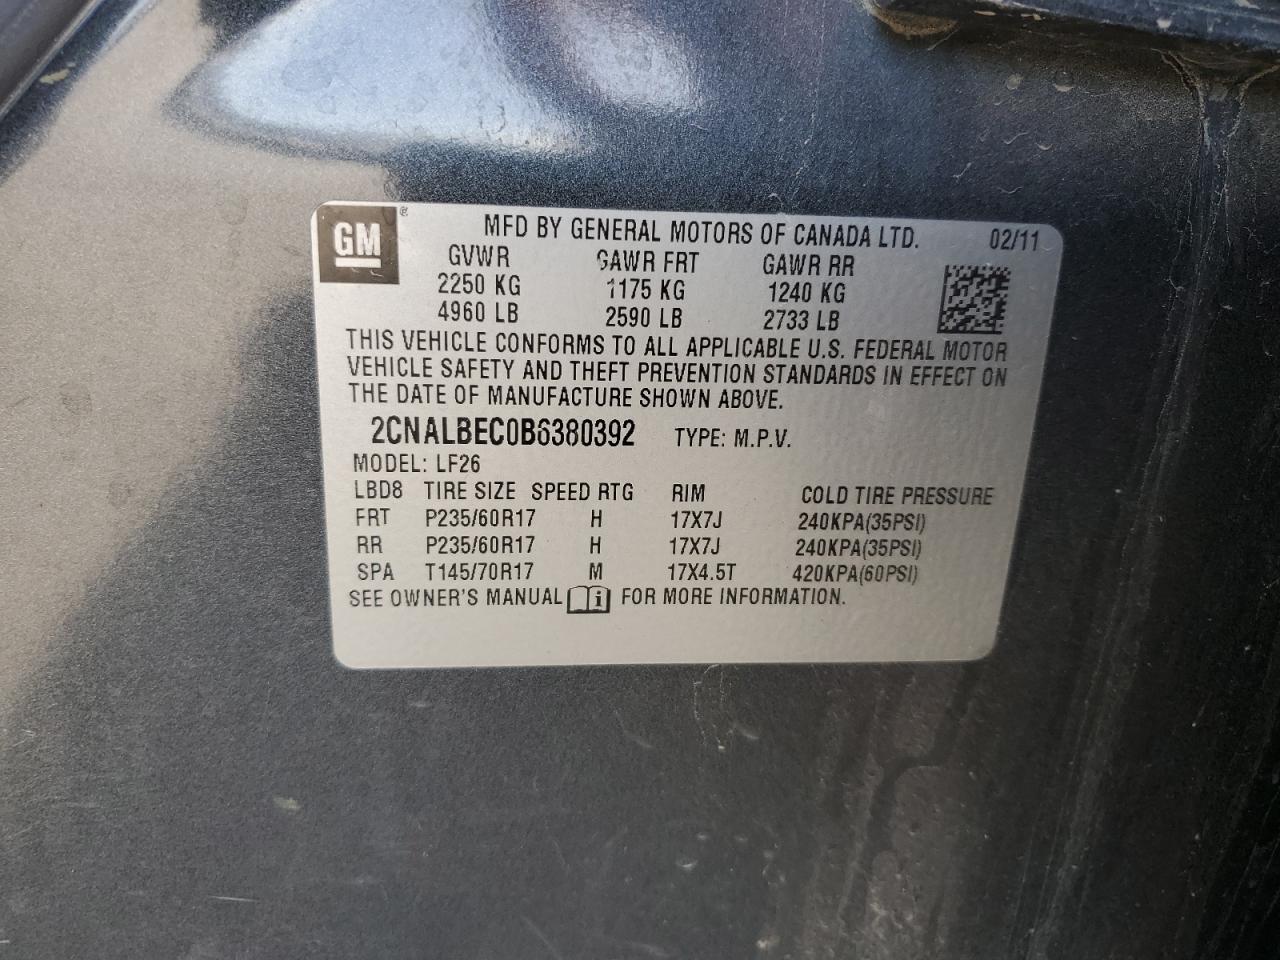 GM ® MFD BY GENERAL MOTORS OF CANADA LTD. 02/11
GVWR GAWR FRT GAWR RR
2250 KG 1175 KG 1240 KG
4960 LB 2590 LB 2733 LB
THIS VEHICLE CONFORMS TO ALL APPLICABLE U.S. FEDERAL MOTOR
VEHICLE SAFETY AND THEFT PREVENTION STANDARDS IN EFFECT ON
THE DATE OF MANUFACTURE SHOWN ABOVE.
2CNALBEC0B6380392 TYPE: M.P.V.
MODEL: LF26
LBD8 TIRE SIZE SPEED RTG RIM COLD TIRE PRESSURE
FRT P235/60R17 H 17X7J 240KPA(35PSI)
RR P235/60R17 H 17X7J 240KPA(35PSI)
SPA T145/70R17 M 17X4.5T 420KPA(60PSI)
SEE OWNER'S MANUAL i FOR MORE INFORMATION.